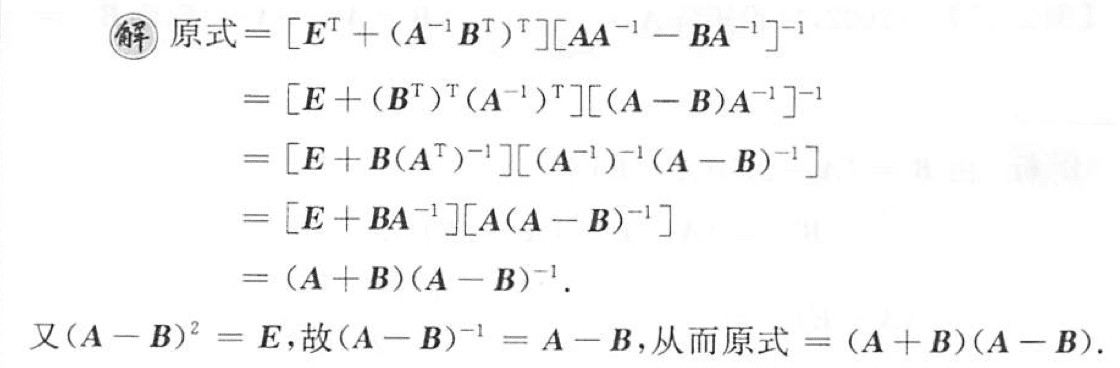 解 原式 = [Eᵀ + (A⁻¹Bᵀ)ᵀ][AA⁻¹ − BA⁻¹]⁻¹
= [E + (Bᵀ)ᵀ(A⁻¹)ᵀ][(A − B)A⁻¹]⁻¹
= [E + B(Aᵀ)⁻¹][(A⁻¹)⁻¹(A − B)⁻¹]
= [E + BA⁻¹][A(A − B)⁻¹]
= (A + B)(A − B)⁻¹.
又(A − B)² = E,故(A − B)⁻¹ = A − B,从而原式 = (A + B)(A − B).